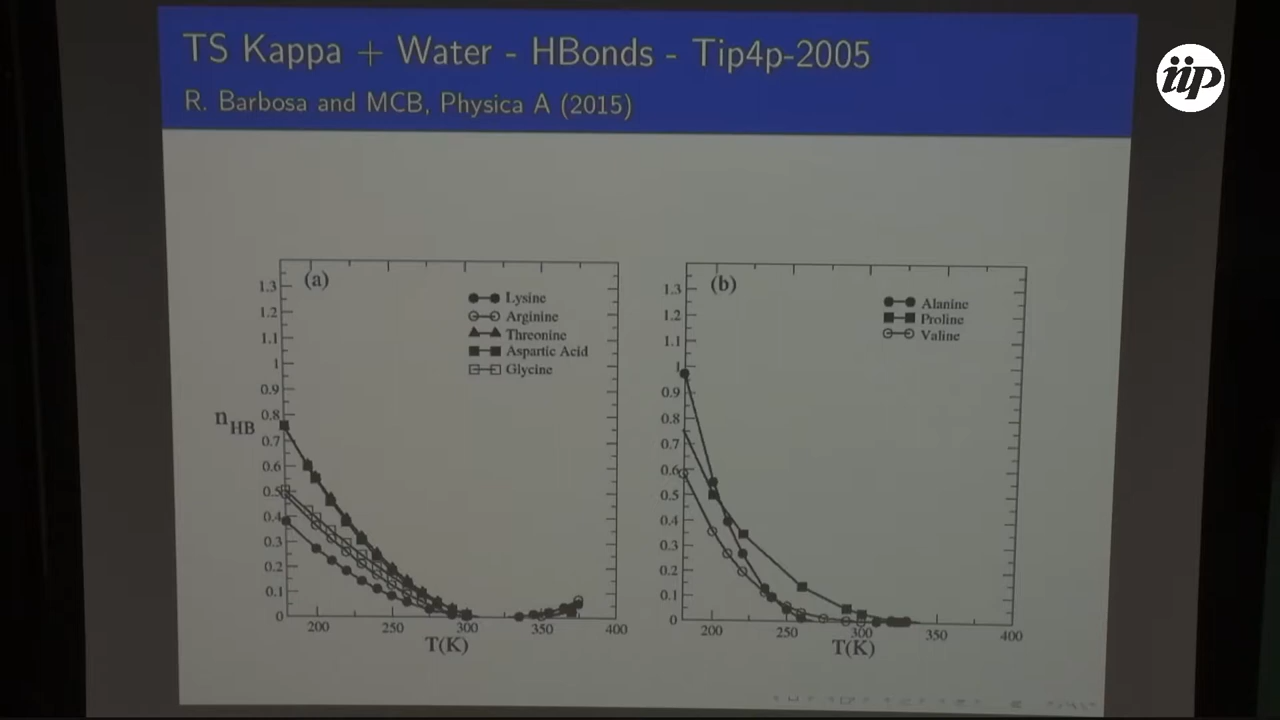 TS Kappa + Water - HBonds - Tip4p-2005
R. Barbosa and MCB, Physica A (2015)
iip
(a)
Lysine
Arginine
Threonine
Aspartic Acid
Glycine
1.3
1.2
1.1
1
0.9
0.8
0.7
0.6
0.5
0.4
0.3
0.2
0.1
0
n HB
200 250 300 350 400
T(K)
(b)
Alanine
Proline
Valine
1.3
1.2
1.1
1
0.9
0.8
0.7
0.6
0.5
0.4
0.3
0.2
0.1
0
200 250 300 350 400
T(K)